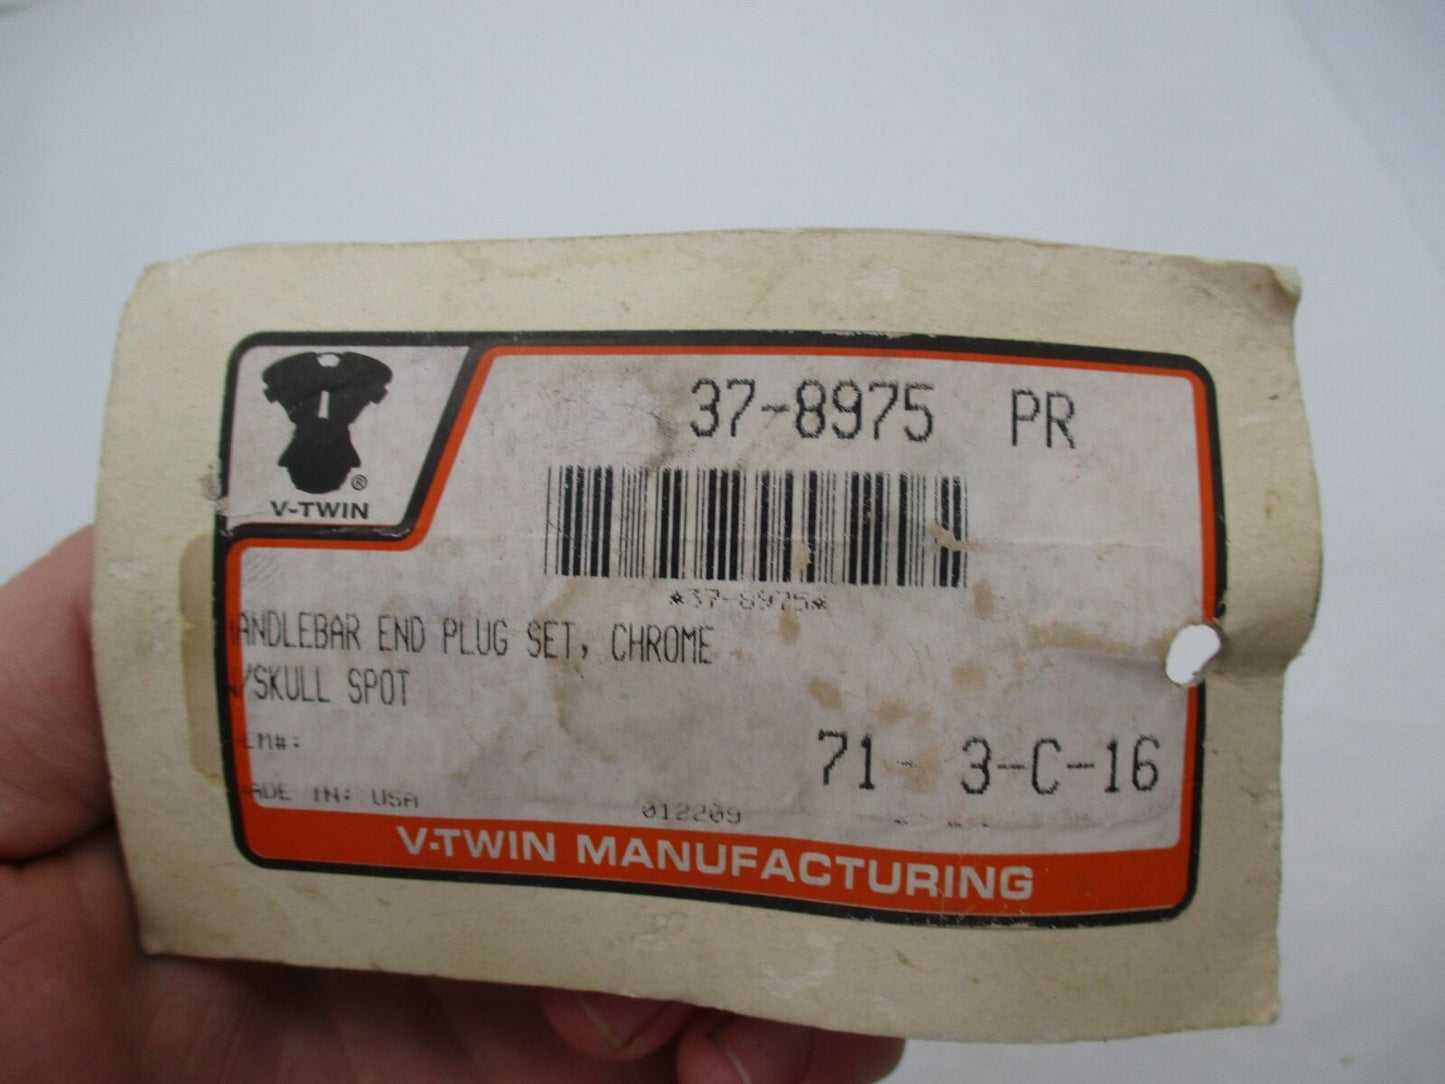 37-8975 PR
® 
V-TWIN
*37-8975*
ANDLEBAR END PLUG SET, CHROME
/SKULL SPOT
EM#:
ADE IN: USA
71 - 3-C-16
012209
V-TWIN MANUFACTURING